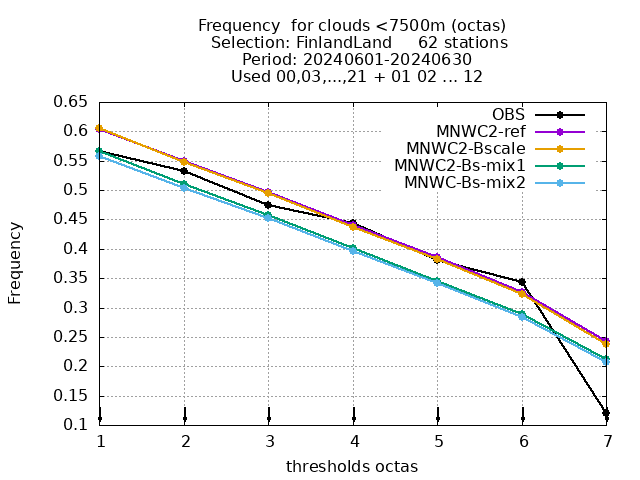 Frequency  for clouds <7500m (octas)
Selection: FinlandLand     62 stations
Period: 20240601-20240630
Used 00,03,...,21 + 01 02 ... 12
0.65
0.6
0.55
0.5
0.45
0.4
0.35
0.3
0.25
0.2
0.15
0.1
Frequency
OBS
MNWC2-ref
MNWC2-Bscale
MNWC2-Bs-mix1
MNWC-Bs-mix2
1 2 3 4 5 6 7
thresholds octas